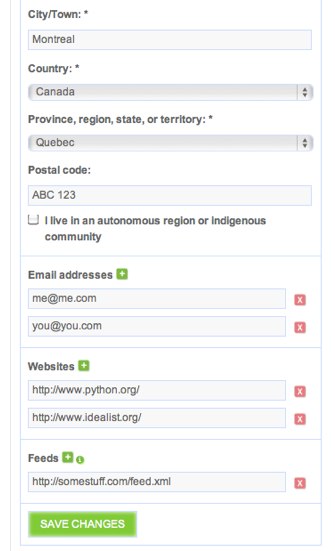 City/Town: *
Montreal
Country: *
Canada
Province, region, state, or territory: *
Quebec
Postal code:
ABC 123
I live in an autonomous region or indigenous
community
Email addresses
me@me.com
you@you.com
Websites
http://www.python.org/
http://www.idealist.org/
Feeds
http://somestuff.com/feed.xml
SAVE CHANGES